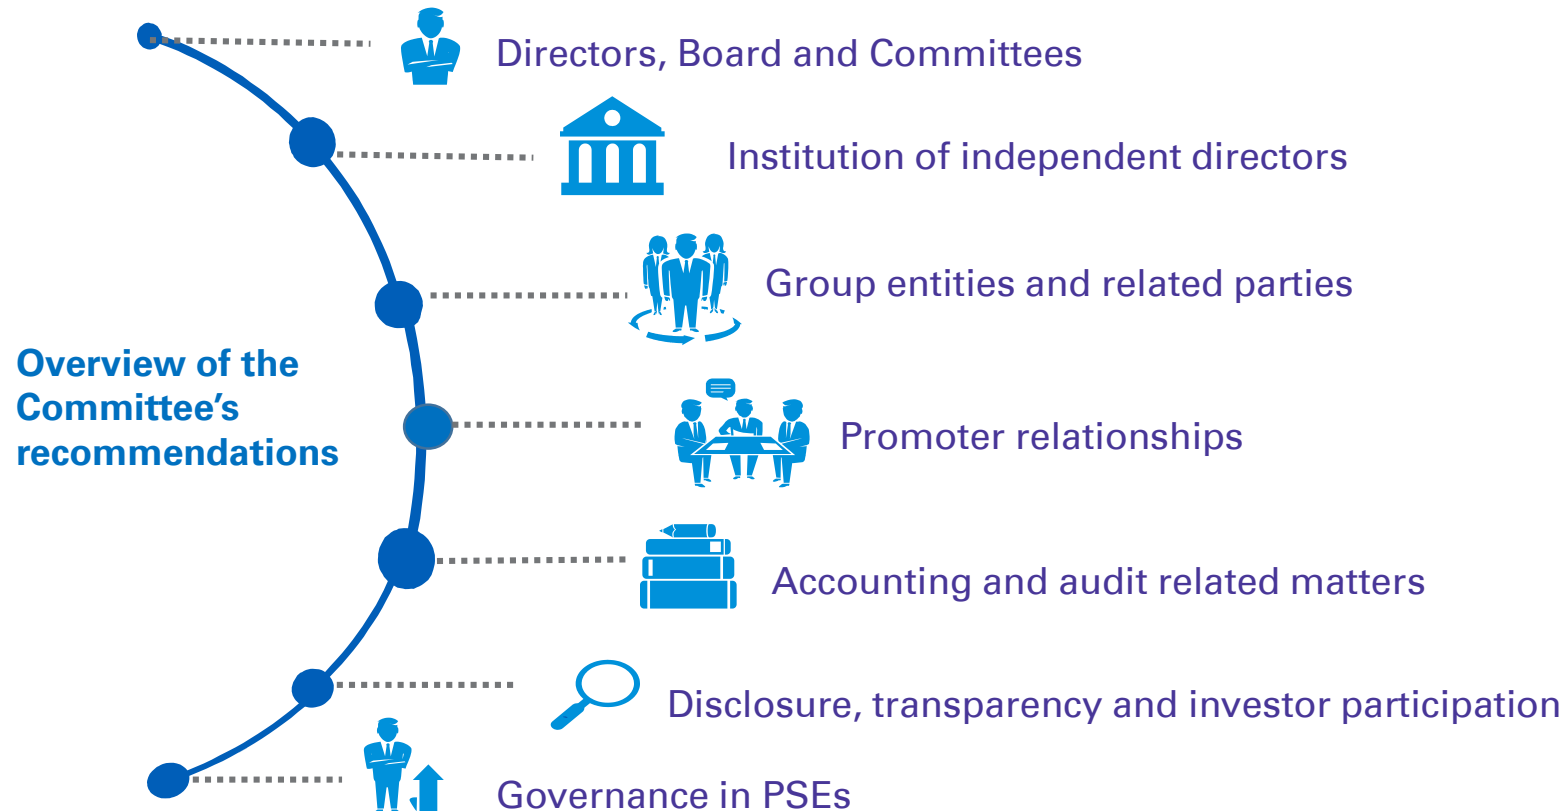 Directors, Board and Committees
Institution of independent directors
Group entities and related parties
Overview of the
Committee's
recommendations
Promoter relationships
Accounting and audit related matters
Disclosure, transparency and investor participation
Governance in PSEs